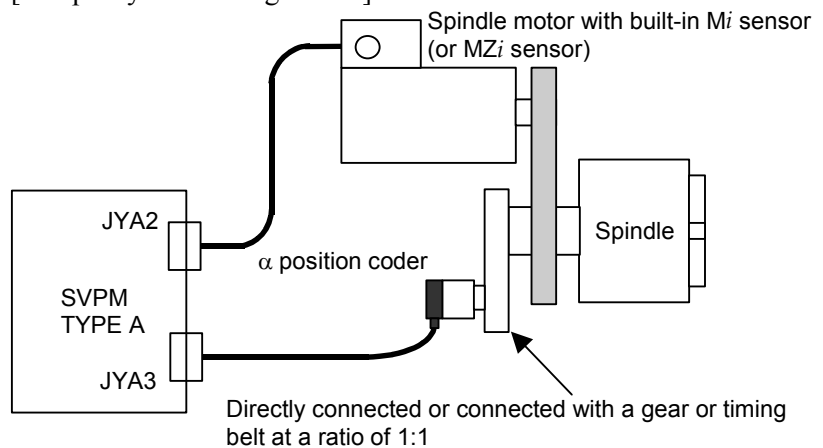 Spindle motor with built-in Mi sensor
(or MZi sensor)
JYA2
Spindle
α position coder
SVPM
TYPE A
JYA3
Directly connected or connected with a gear or timing
belt at a ratio of 1:1